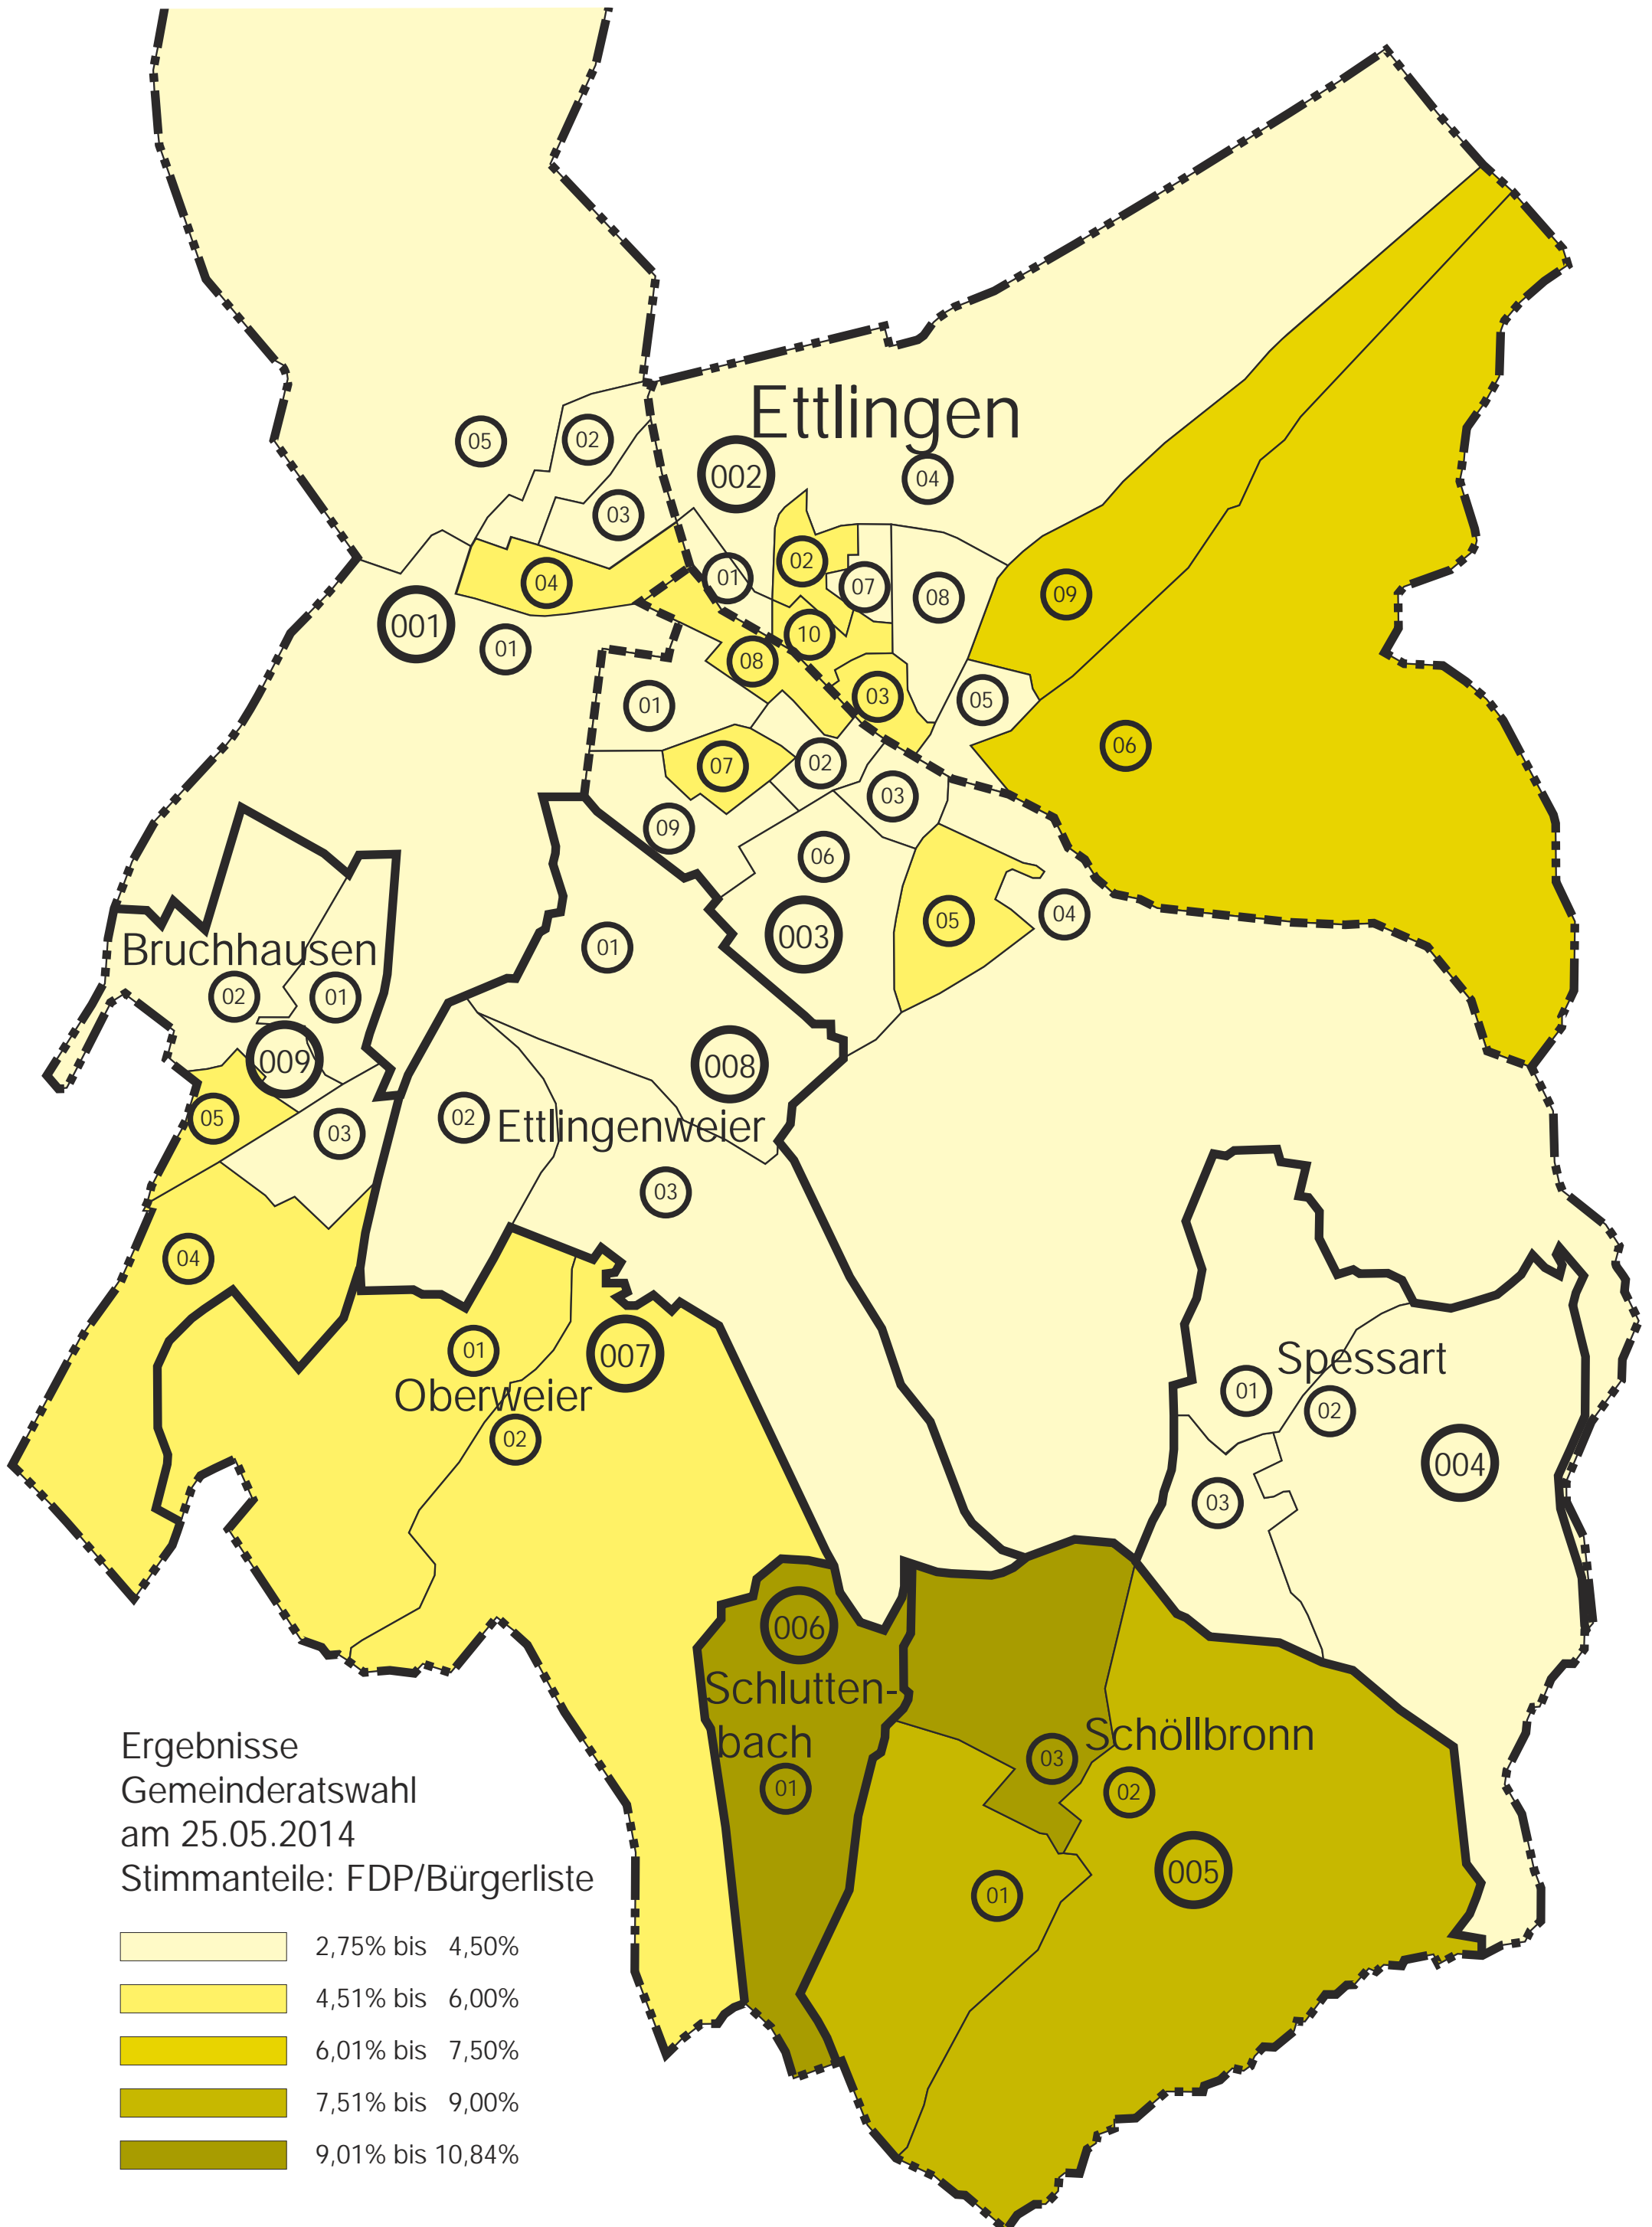 Ettlingen
05
02
002
04
03
02
04
01
07
08
09
001
10
01
08
03
05
01
06
02
07
03
09
06
05
04
003
01
Bruchhausen
02
01
009
008
05
02
Ettlingenweier
03
03
04
01
007
Spessart
01
Oberweier
02
02
004
03
006
Schlutten-
bach
01
Schöllbronn
03
02
005
01
Ergebnisse
Gemeinderatswahl
am 25.05.2014
Stimmanteile: FDP/Bürgerliste
2,75% bis 4,50%
4,51% bis 6,00%
6,01% bis 7,50%
7,51% bis 9,00%
9,01% bis 10,84%